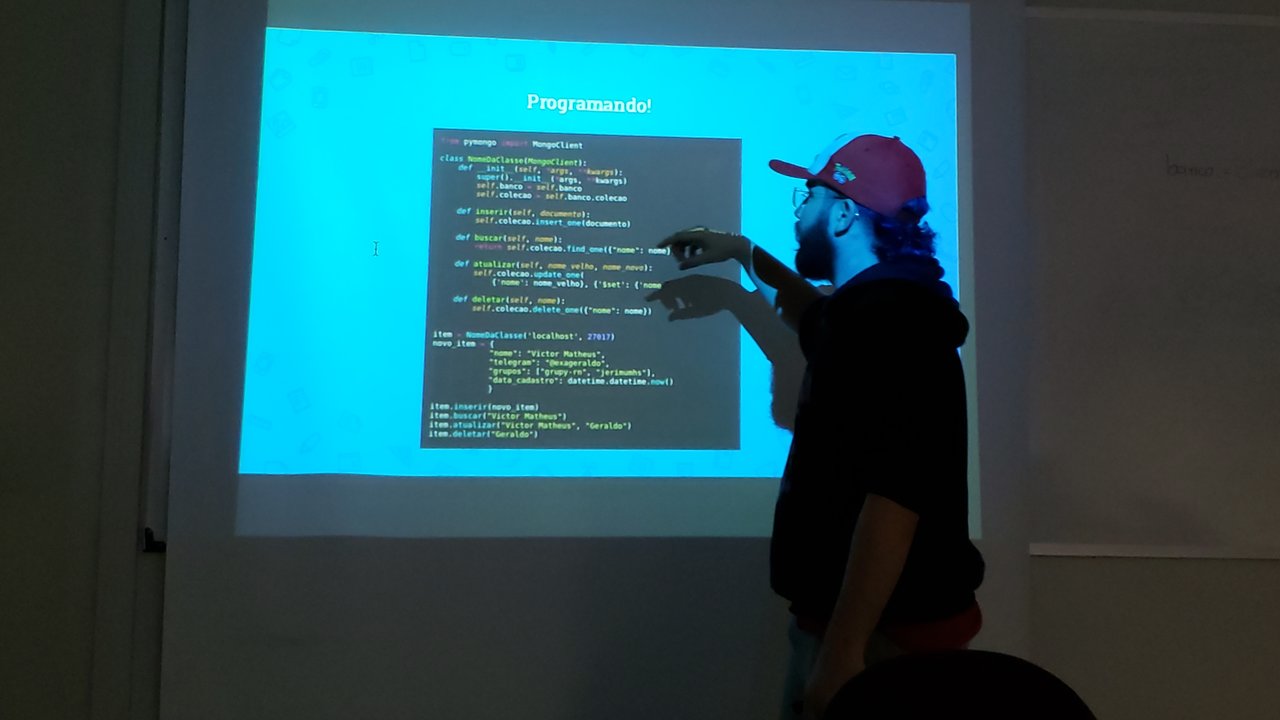 Programando!
from pymongo import MongoClient
class NomeDaClasse(MongoClient):
def __init__(self, *args, **kwargs):
super().__init__(*args, **kwargs)
self.banco = self.banco
self.colecao = self.banco.colecao
def inserir(self, documento):
self.colecao.insert_one(documento)
def buscar(self, nome):
return self.colecao.find_one({"nome": nome}
def atualizar(self, nome_velho, nome_novo):
self.colecao.update_one(
{'nome': nome_velho}, {'$set': {'nome
def deletar(self, nome):
self.colecao.delete_one({"nome": nome})
item = NomeDaClasse('localhost', 27017)
novo_item = {
"nome": "Victor Matheus",
"telegram": "@exageraldo",
"grupos": ["grupy-rn", "jerimumhs"],
"data_cadastro": datetime.datetime.now()
}
item.inserir(novo_item)
item.buscar("Victor Matheus")
item.atualizar("Victor Matheus", "Geraldo")
item.deletar("Geraldo")
banco =